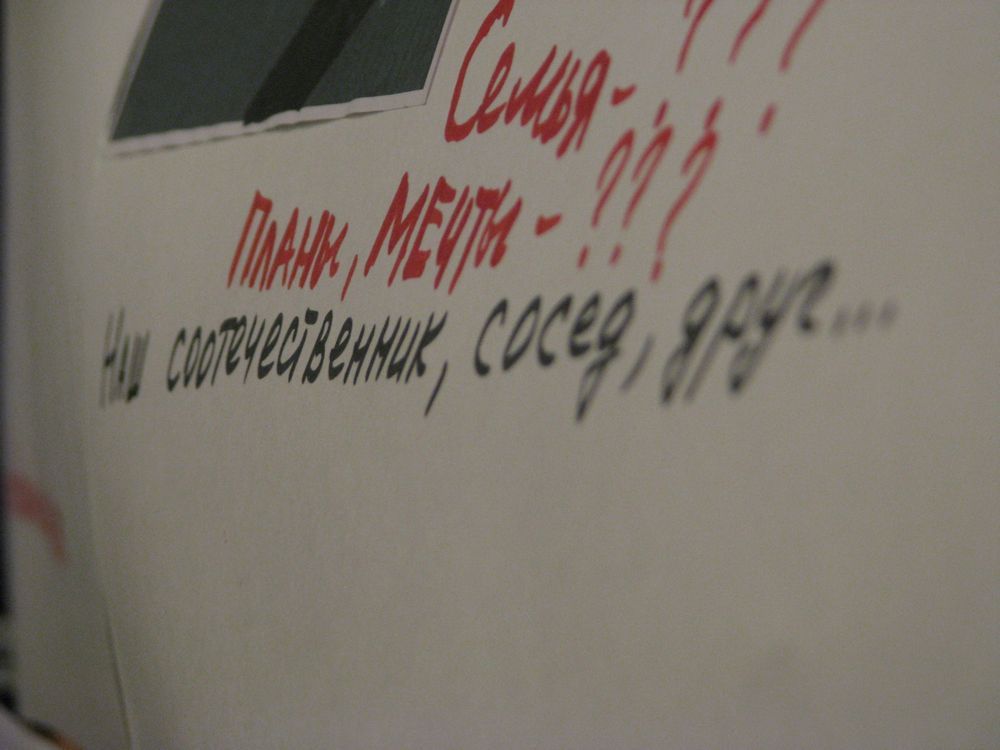 Семья - ???
Планы, Мечты - ???
Наш соотечественник, сосед, друг...